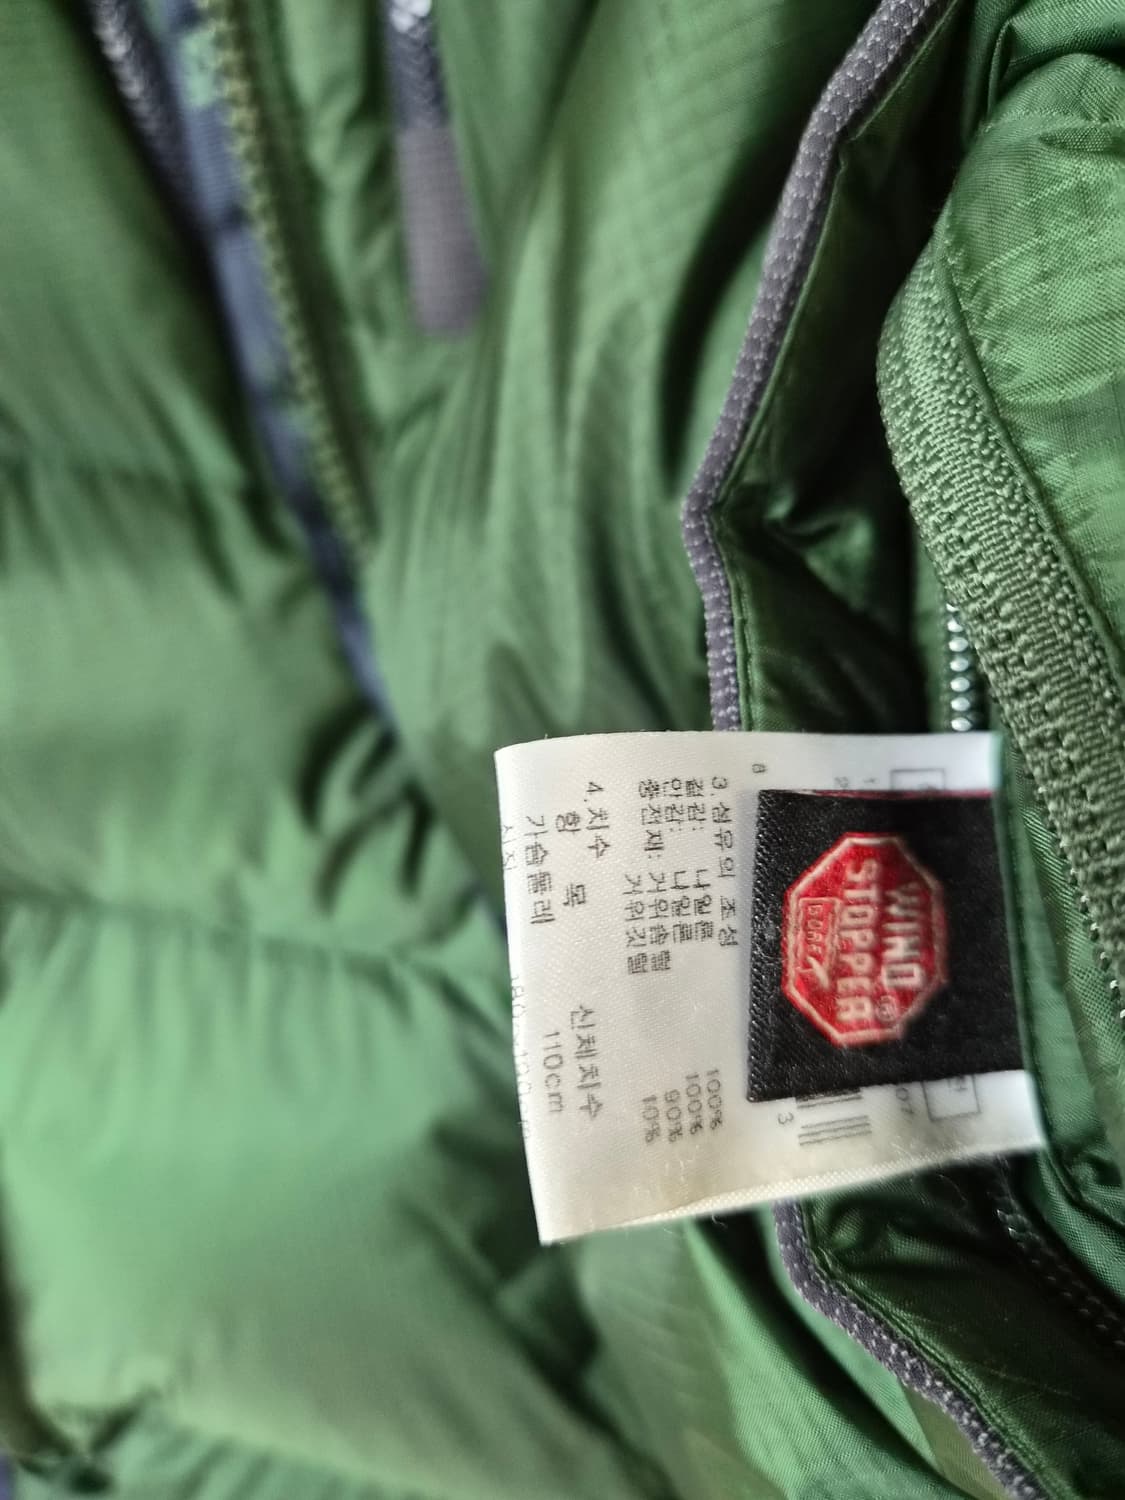 WIND
STOPPER®
GORE
3. 섬유의 조성
겉감: 나일론 100%
안감: 나일론 100%
충전재: 거위솜털 90%
거위깃털 10%
4. 치수
항 목 신체치수
가슴둘레 110cm
신장